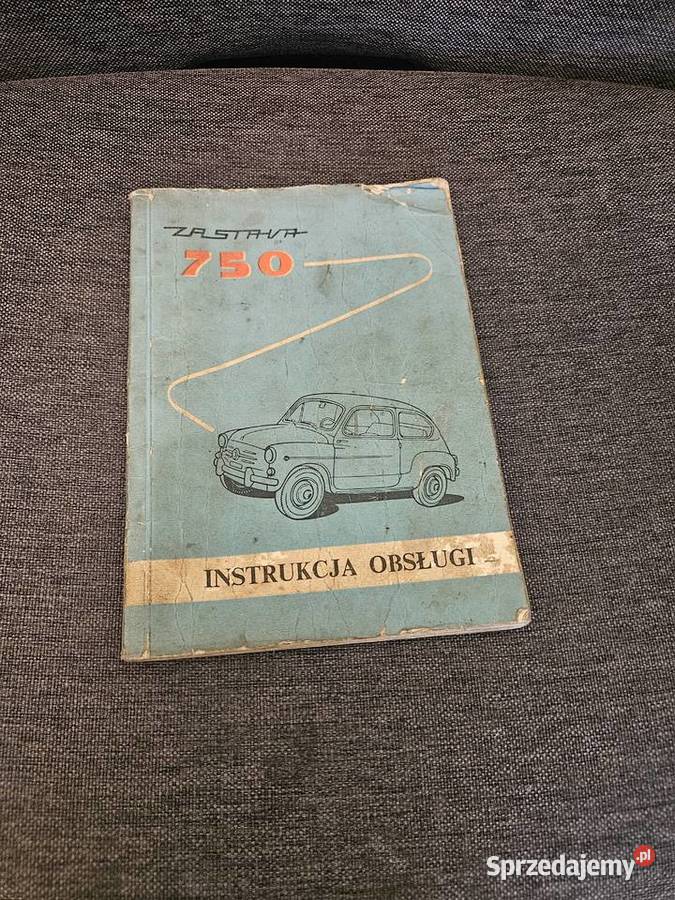 ZASTAVA
750
INSTRUKCJA OBSŁUGI
Sprzedajemy.pl